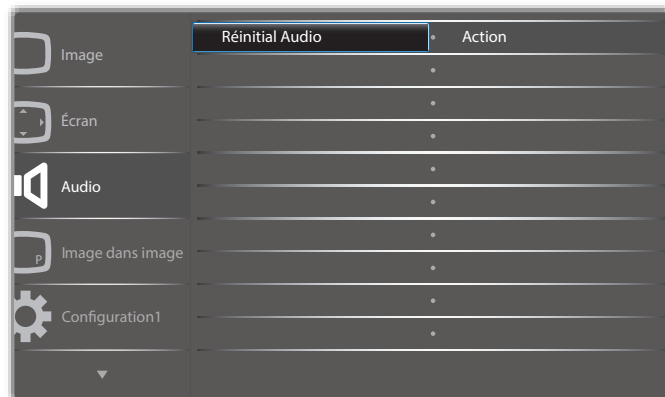 Réinitial Audio
Action
Image
Écran
Audio
P
Image dans image
Configuration1